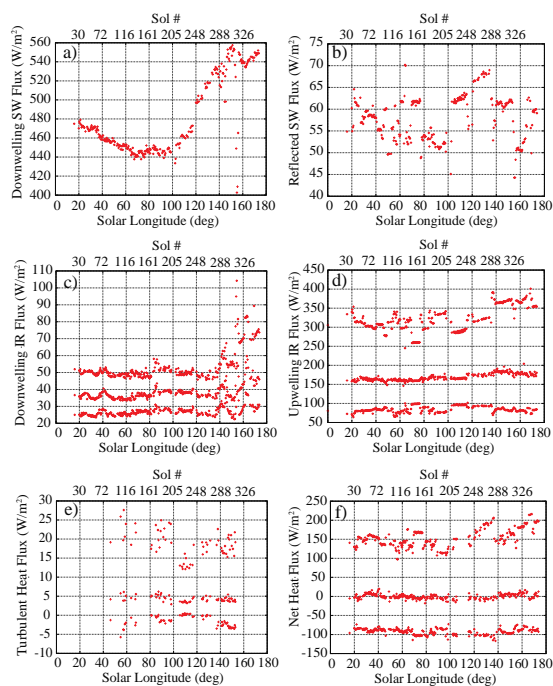 Sol #
30 72 116 161 205 248 288 326
a)
Downwelling SW Flux (W/m²)
560
540
520
500
480
460
440
420
400
0 20 40 60 80 100 120 140 160 180
Solar Longitude (deg)
Sol #
30 72 116 161 205 248 288 326
b)
Reflected SW Flux (W/m²)
75
70
65
60
55
50
45
40
0 20 40 60 80 100 120 140 160 180
Solar Longitude (deg)
Sol #
30 72 116 161 205 248 288 326
c)
Downwelling IR Flux (W/m²)
110
100
90
80
70
60
50
40
30
20
0 20 40 60 80 100 120 140 160 180
Solar Longitude (deg)
Sol #
30 72 116 161 205 248 288 326
d)
Upwelling IR Flux (W/m²)
450
400
350
300
250
200
150
100
50
0 20 40 60 80 100 120 140 160 180
Solar Longitude (deg)
Sol #
30 72 116 161 205 248 288 326
e)
Turbulent Heat Flux (W/m²)
30
25
20
15
10
5
0
-5
-10
0 20 40 60 80 100 120 140 160 180
Solar Longitude (deg)
Sol #
30 72 116 161 205 248 288 326
f)
Net Heat Flux (W/m²)
250
200
150
100
50
0
-50
-100
-150
0 20 40 60 80 100 120 140 160 180
Solar Longitude (deg)